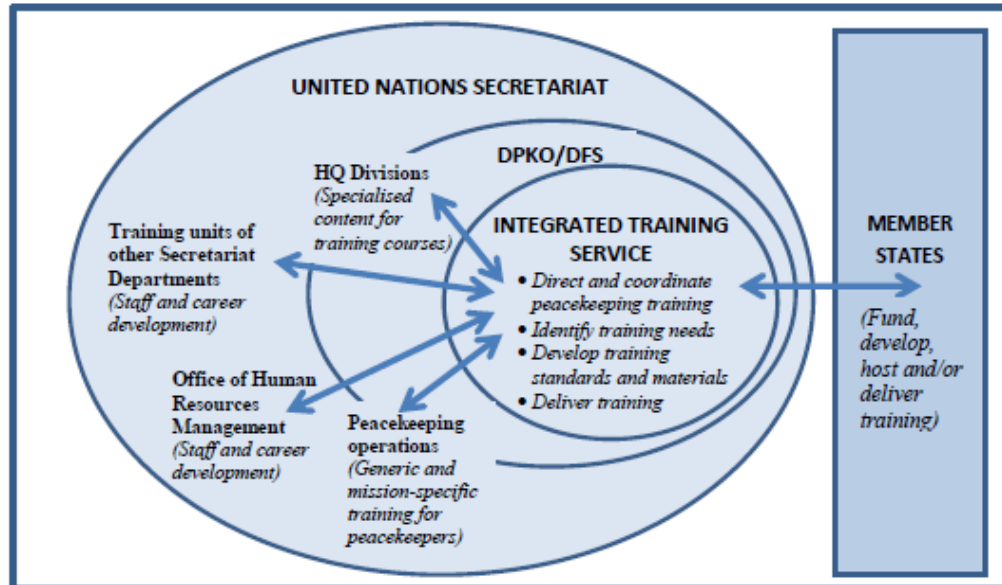 UNITED NATIONS SECRETARIAT
DPKO/DFS
HQ Divisions
(Specialised
content for
training courses)
Training units of
other Secretariat
Departments
(Staff and career
development)
Office of Human
Resources
Management
(Staff and career
development)
Peacekeeping
operations
(Generic and
mission-specific
training for
peacekeepers)
INTEGRATED TRAINING
SERVICE
• Direct and coordinate
peacekeeping training
• Identify training needs
• Develop training
standards and materials
• Deliver training
MEMBER
STATES
(Fund,
develop,
host and/or
deliver
training)